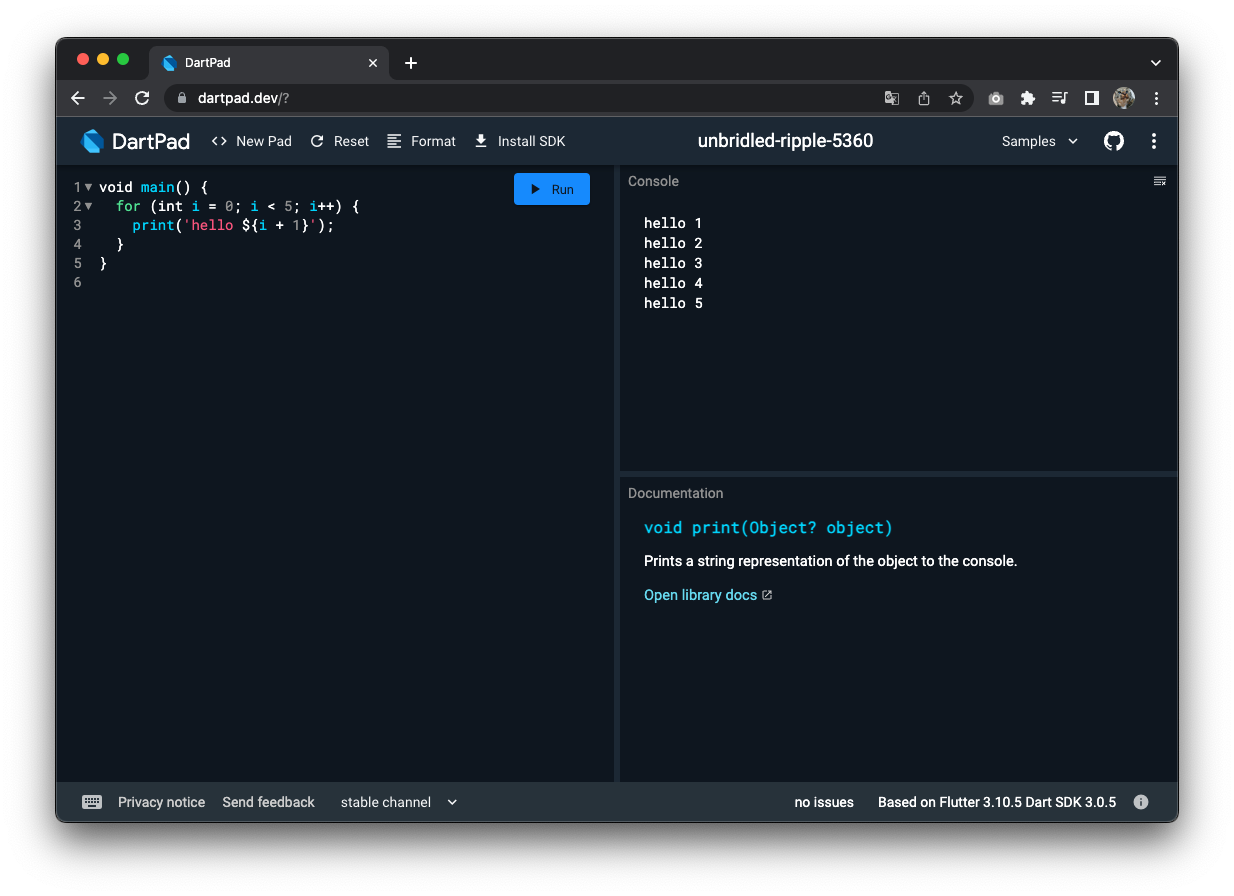 DartPad
dartpad.dev/?
DartPad New Pad Reset Format Install SDK unbridled-ripple-5360 Samples
Run
1 void main() {
2   for (int i = 0; i < 5; i++) {
3     print('hello ${i + 1}');
4   }
5 }
6
Console
hello 1
hello 2
hello 3
hello 4
hello 5
Documentation
void print(Object? object)
Prints a string representation of the object to the console.
Open library docs
Privacy notice Send feedback stable channel no issues Based on Flutter 3.10.5 Dart SDK 3.0.5